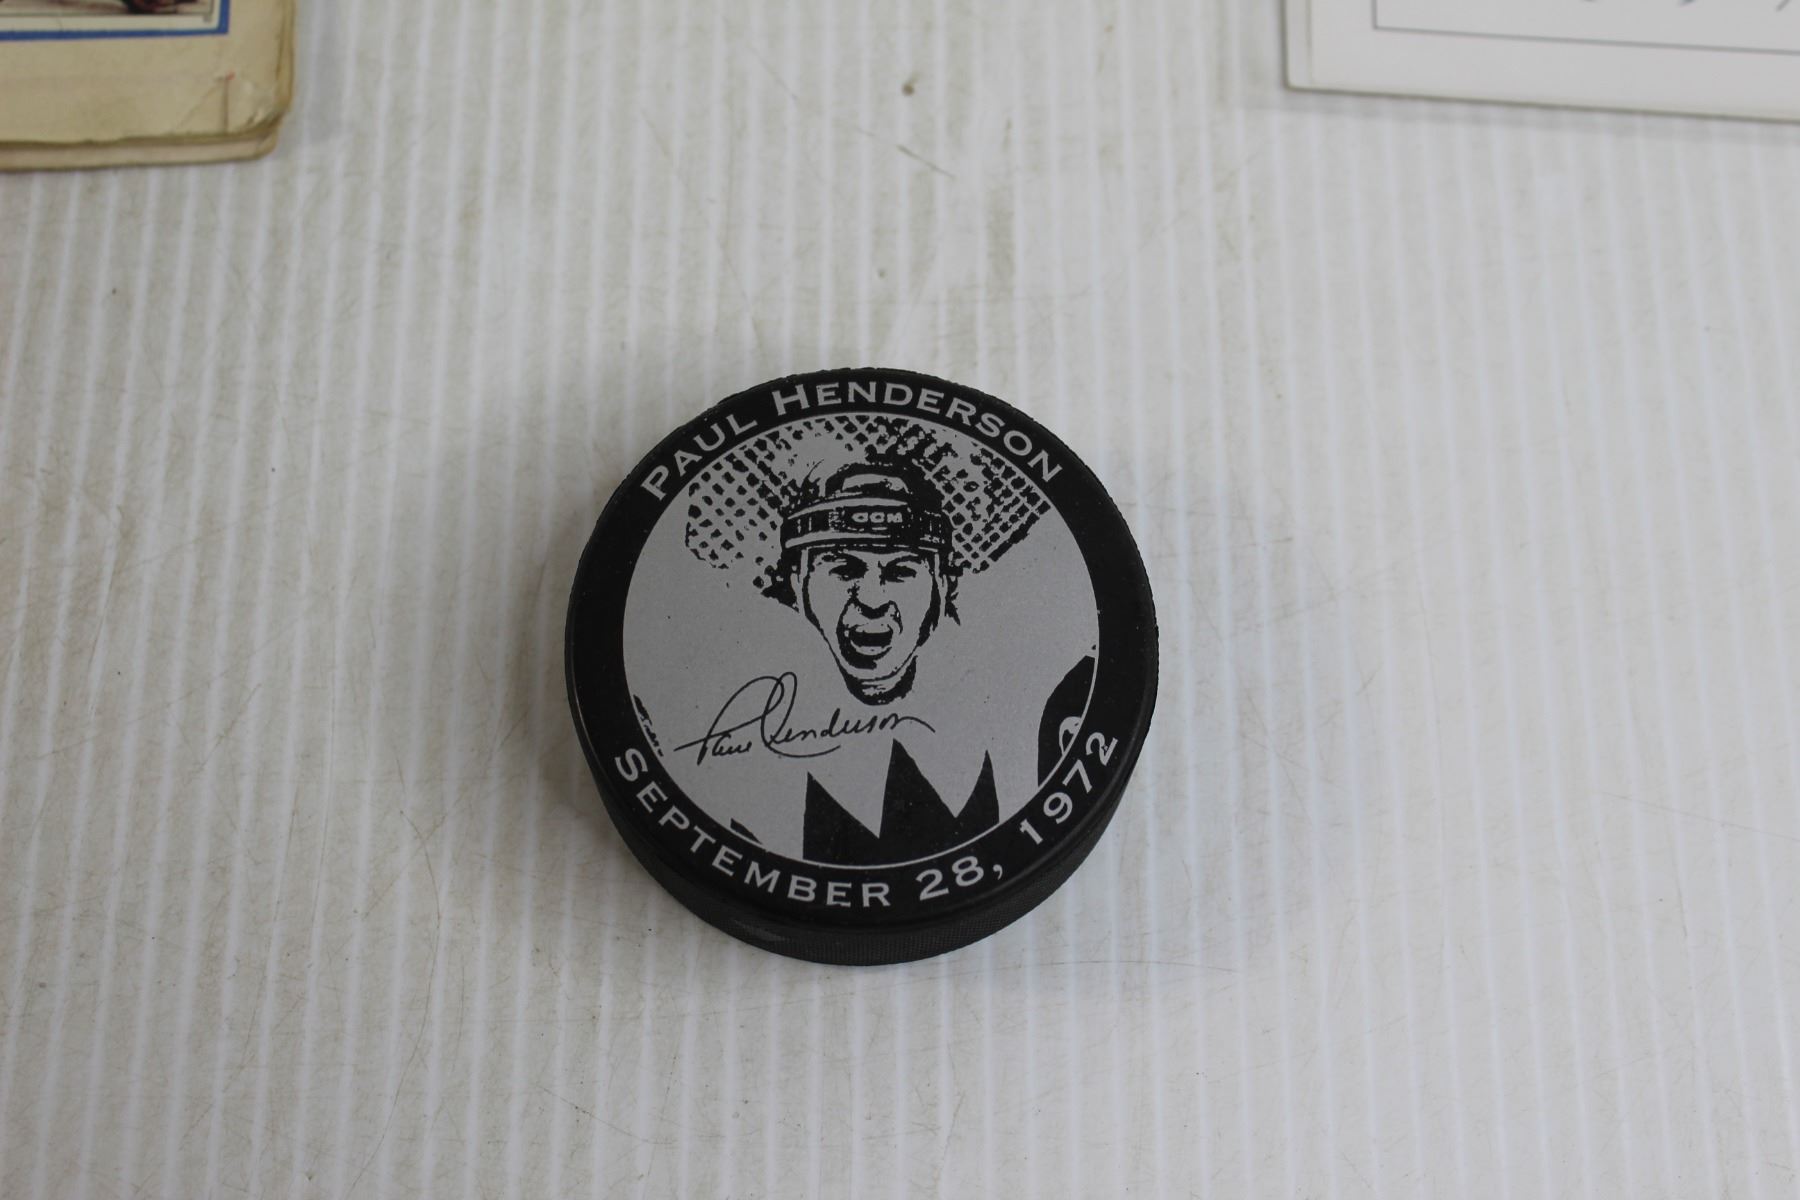 PAUL HENDERSON
CCM
Paul Henderson
SEPTEMBER 28, 1972